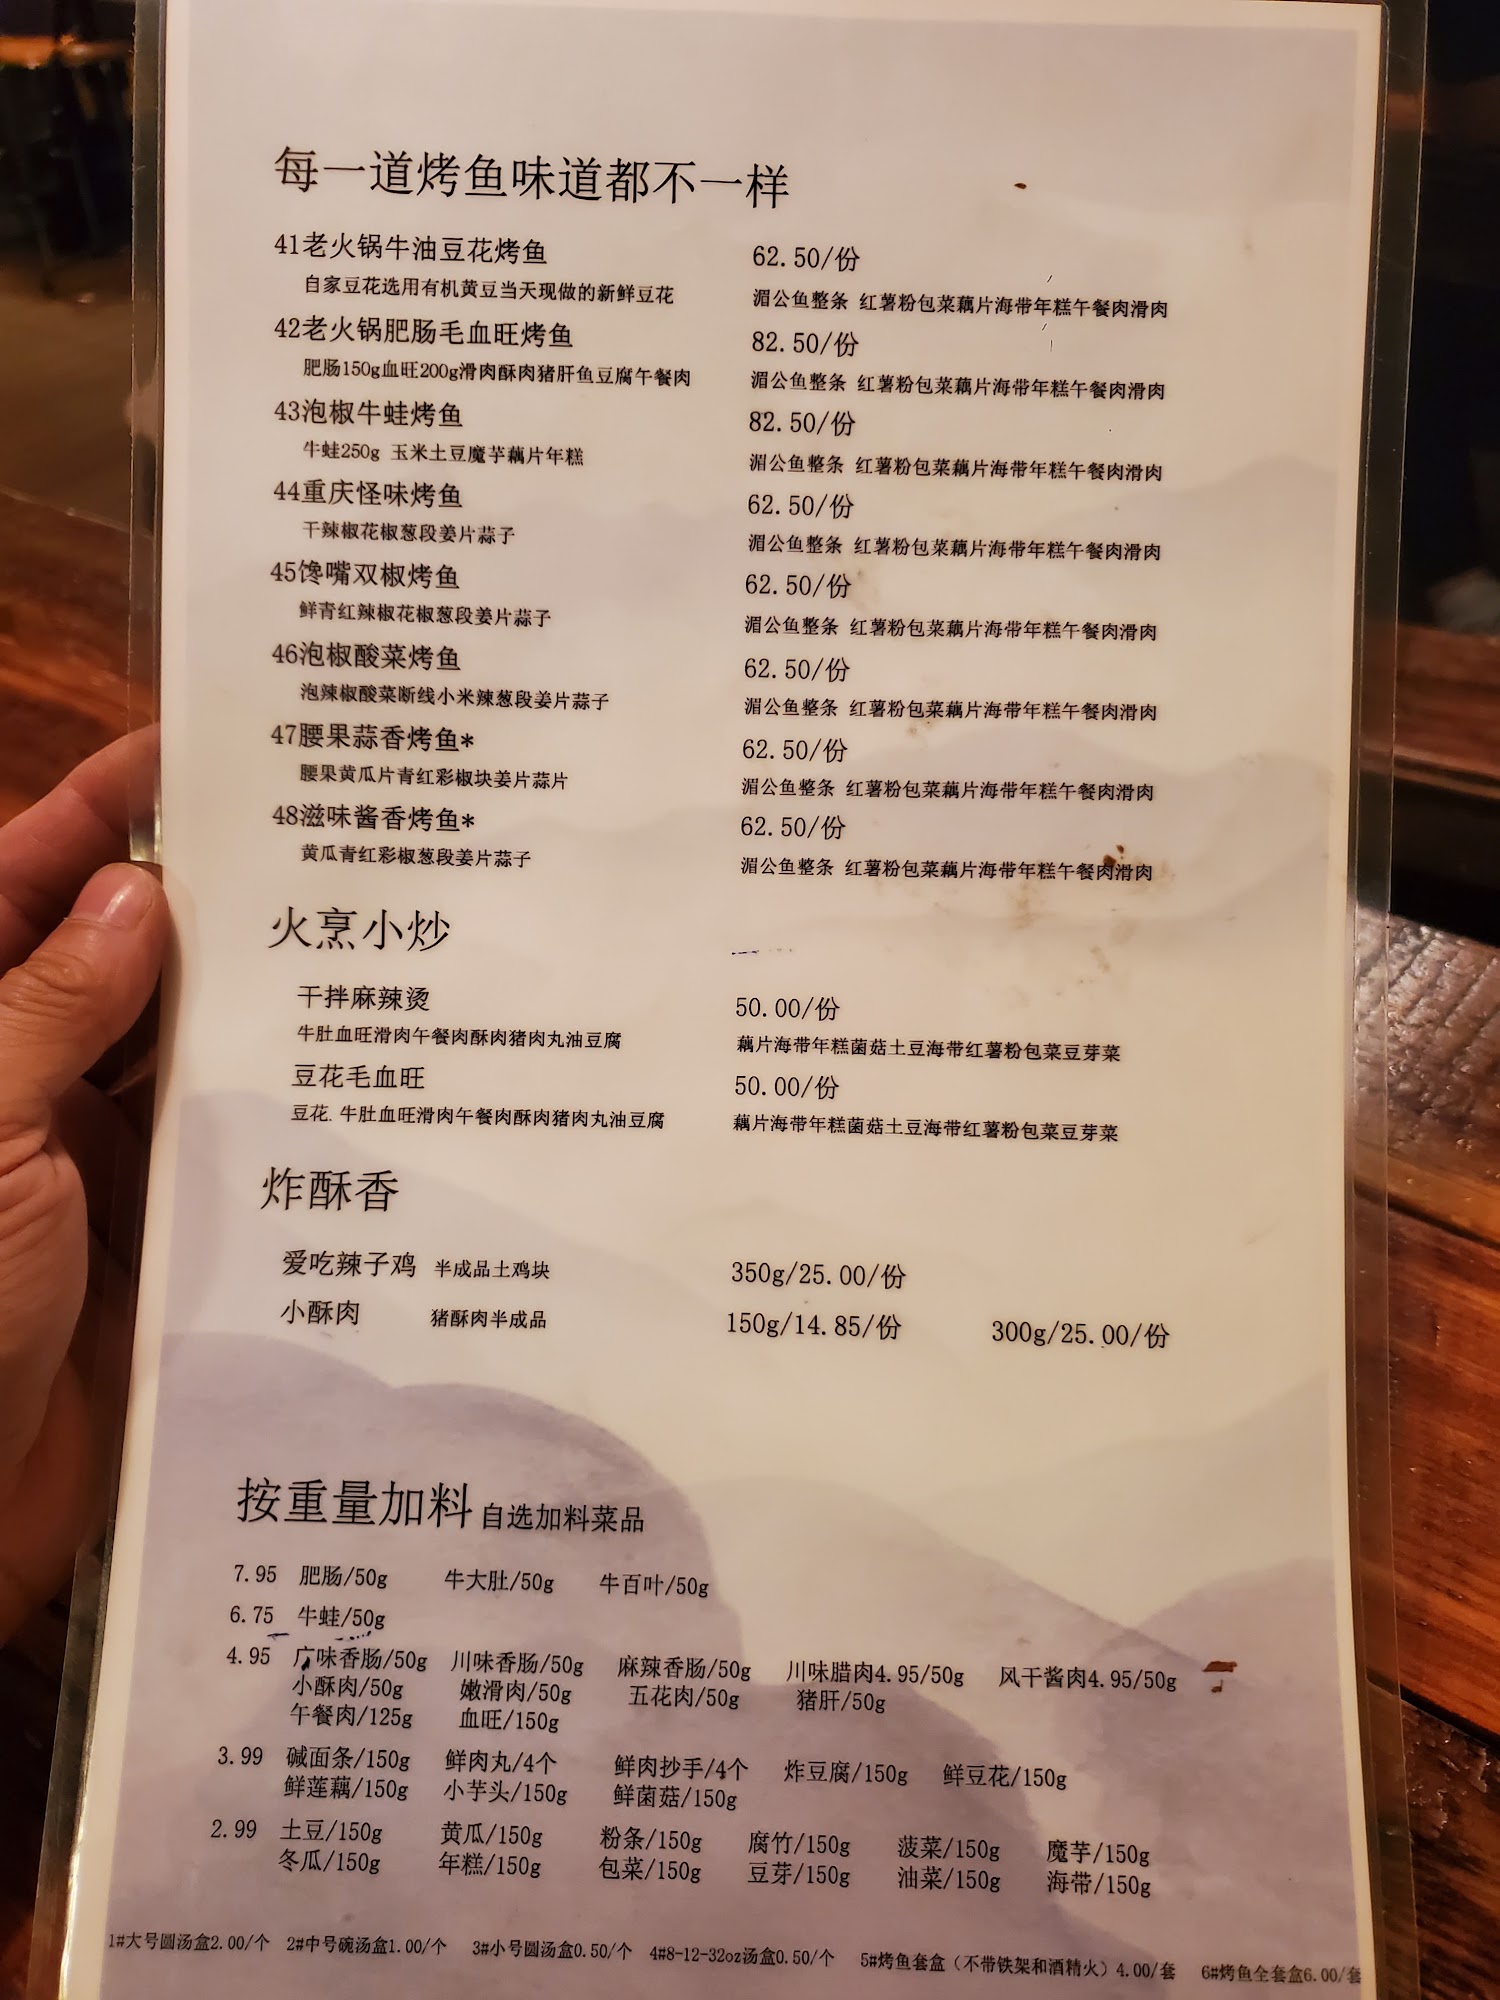 每一道烤鱼味道都不一样
41老火锅牛油豆花烤鱼 62.50/份
自家豆花选用有机黄豆当天现做的新鲜豆花 湄公鱼整条 红薯粉包菜藕片海带年糕午餐肉滑肉
42老火锅肥肠毛血旺烤鱼 82.50/份
肥肠150g血旺200g滑肉酥肉猪肝鱼豆腐午餐肉 湄公鱼整条 红薯粉包菜藕片海带年糕午餐肉滑肉
43泡椒牛蛙烤鱼 82.50/份
牛蛙250g 玉米土豆魔芋藕片年糕 湄公鱼整条 红薯粉包菜藕片海带年糕午餐肉滑肉
44重庆怪味烤鱼 62.50/份
干辣椒花椒葱段姜片蒜子 湄公鱼整条 红薯粉包菜藕片海带年糕午餐肉滑肉
45馋嘴双椒烤鱼 62.50/份
鲜青红辣椒花椒葱段姜片蒜子 湄公鱼整条 红薯粉包菜藕片海带年糕午餐肉滑肉
46泡椒酸菜烤鱼 62.50/份
泡辣椒酸菜断线小米辣葱段姜片蒜子 湄公鱼整条 红薯粉包菜藕片海带年糕午餐肉滑肉
47腰果蒜香烤鱼* 62.50/份
腰果黄瓜片青红彩椒块姜片蒜片 湄公鱼整条 红薯粉包菜藕片海带年糕午餐肉滑肉
48滋味酱香烤鱼* 62.50/份
黄瓜青红彩椒葱段姜片蒜子 湄公鱼整条 红薯粉包菜藕片海带年糕午餐肉滑肉
火烹小炒
干拌麻辣烫 50.00/份
牛肚血旺滑肉午餐肉酥肉猪肉丸油豆腐 藕片海带年糕菌菇土豆海带红薯粉包菜豆芽菜
豆花毛血旺 50.00/份
豆花.牛肚血旺滑肉午餐肉酥肉猪肉丸油豆腐 藕片海带年糕菌菇土豆海带红薯粉包菜豆芽菜
炸酥香
爱吃辣子鸡 半成品土鸡块 350g/25.00/份
小酥肉 猪酥肉半成品 150g/14.85/份 300g/25.00/份
按重量加料 自选加料菜品
7.95 肥肠/50g 牛大肚/50g 牛百叶/50g
6.75 牛蛙/50g
4.95 广味香肠/50g 川味香肠/50g 麻辣香肠/50g 川味腊肉4.95/50g 风干酱肉4.95/50g
小酥肉/50g 嫩滑肉/50g 五花肉/50g 猪肝/50g
午餐肉/125g 血旺/150g
3.99 碱面条/150g 鲜肉丸/4个 鲜肉抄手/4个 炸豆腐/150g 鲜豆花/150g
鲜莲藕/150g 小芋头/150g 鲜菌菇/150g
2.99 土豆/150g 黄瓜/150g 粉条/150g 腐竹/150g 菠菜/150g 魔芋/150g
冬瓜/150g 年糕/150g 包菜/150g 豆芽/150g 油菜/150g 海带/150g
1#大号圆汤盒2.00/个 2#中号碗汤盒1.00/个 3#小号圆汤盒0.50/个 4#8-12-32oz汤盒0.50/个 5#烤鱼套盒（不带铁架和酒精火）4.00/套 6#烤鱼全套盒6.00/套